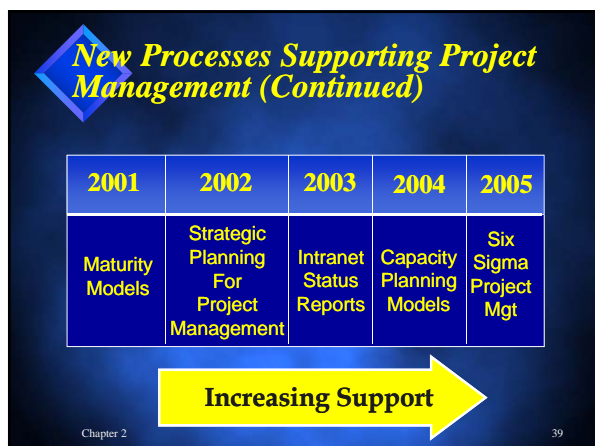 New Processes Supporting Project
Management (Continued)
2001 2002 2003 2004 2005
Maturity
Models
Strategic
Planning
For
Project
Management
Intranet
Status
Reports
Capacity
Planning
Models
Six
Sigma
Project
Mgt
Increasing Support
Chapter 2
39